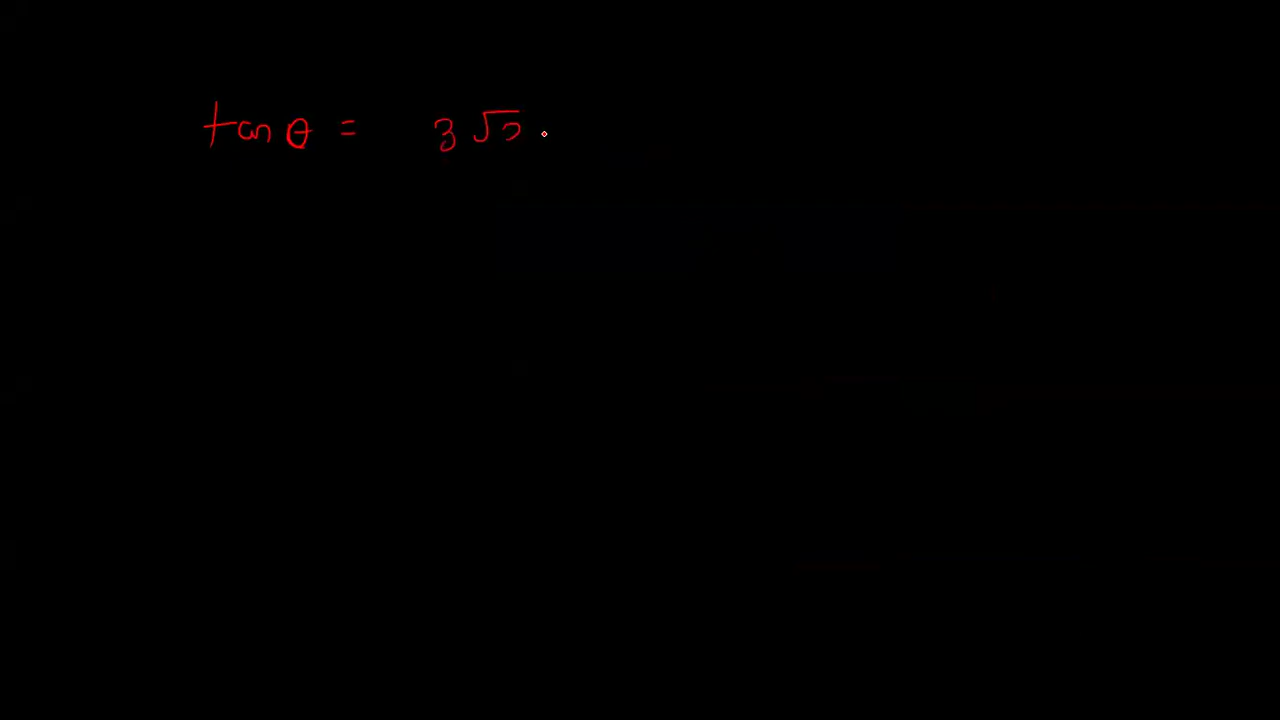 tan θ = 3 √2